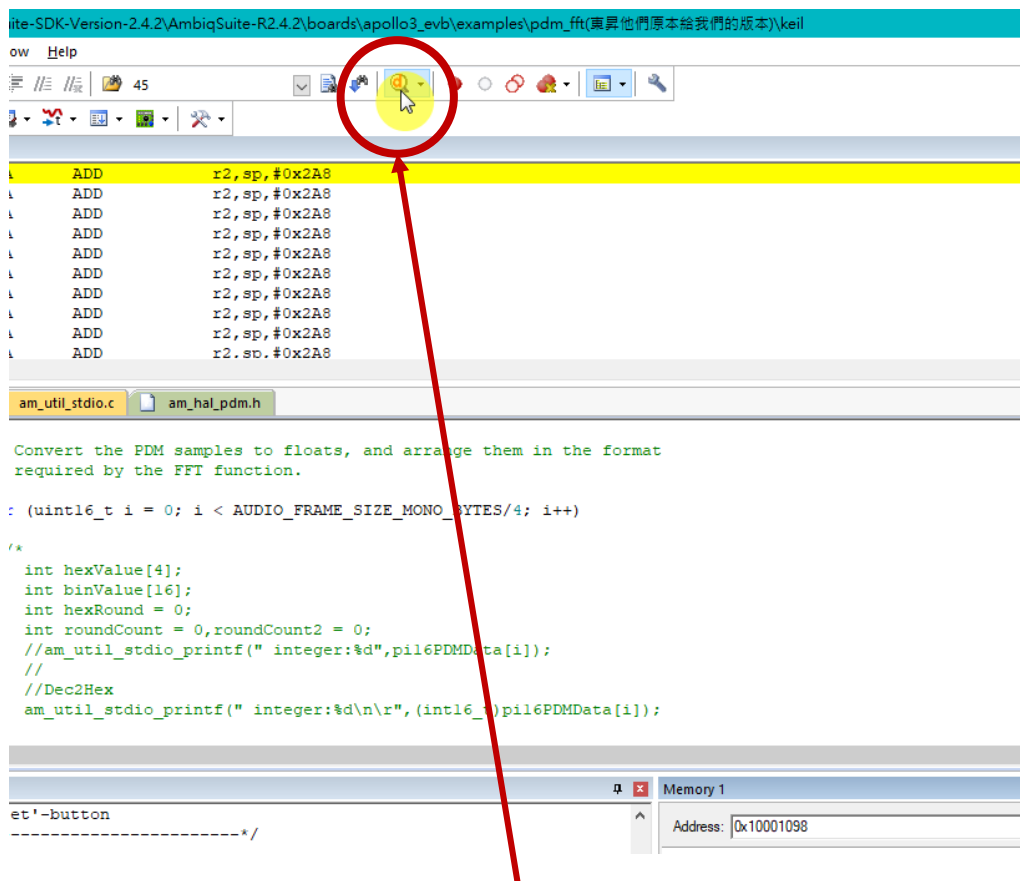 ite-SDK-Version-2.4.2\AmbiqSuite-R2.4.2\boards\apollo3_evb\examples\pdm_fft(東昇他們原本給我們的版本)\keil
ow Help
45
ADD r2,sp,#0x2A8
ADD r2,sp,#0x2A8
ADD r2,sp,#0x2A8
ADD r2,sp,#0x2A8
ADD r2,sp,#0x2A8
ADD r2,sp,#0x2A8
ADD r2,sp,#0x2A8
ADD r2,sp,#0x2A8
ADD r2,sp,#0x2A8
ADD r2,sp,#0x2A8
am_util_stdio.c am_hal_pdm.h
Convert the PDM samples to floats, and arrange them in the format
required by the FFT function.
r (uint16_t i = 0; i < AUDIO_FRAME_SIZE_MONO_BYTES/4; i++)
/*
int hexValue[4];
int binValue[16];
int hexRound = 0;
int roundCount = 0,roundCount2 = 0;
//am_util_stdio_printf(" integer:%d",pi16PDMData[i]);
//
//Dec2Hex
am_util_stdio_printf(" integer:%d\n\r",(int16_t)pi16PDMData[i]);
Memory 1
et'-button
-----------------------*/
Address: 0x10001098